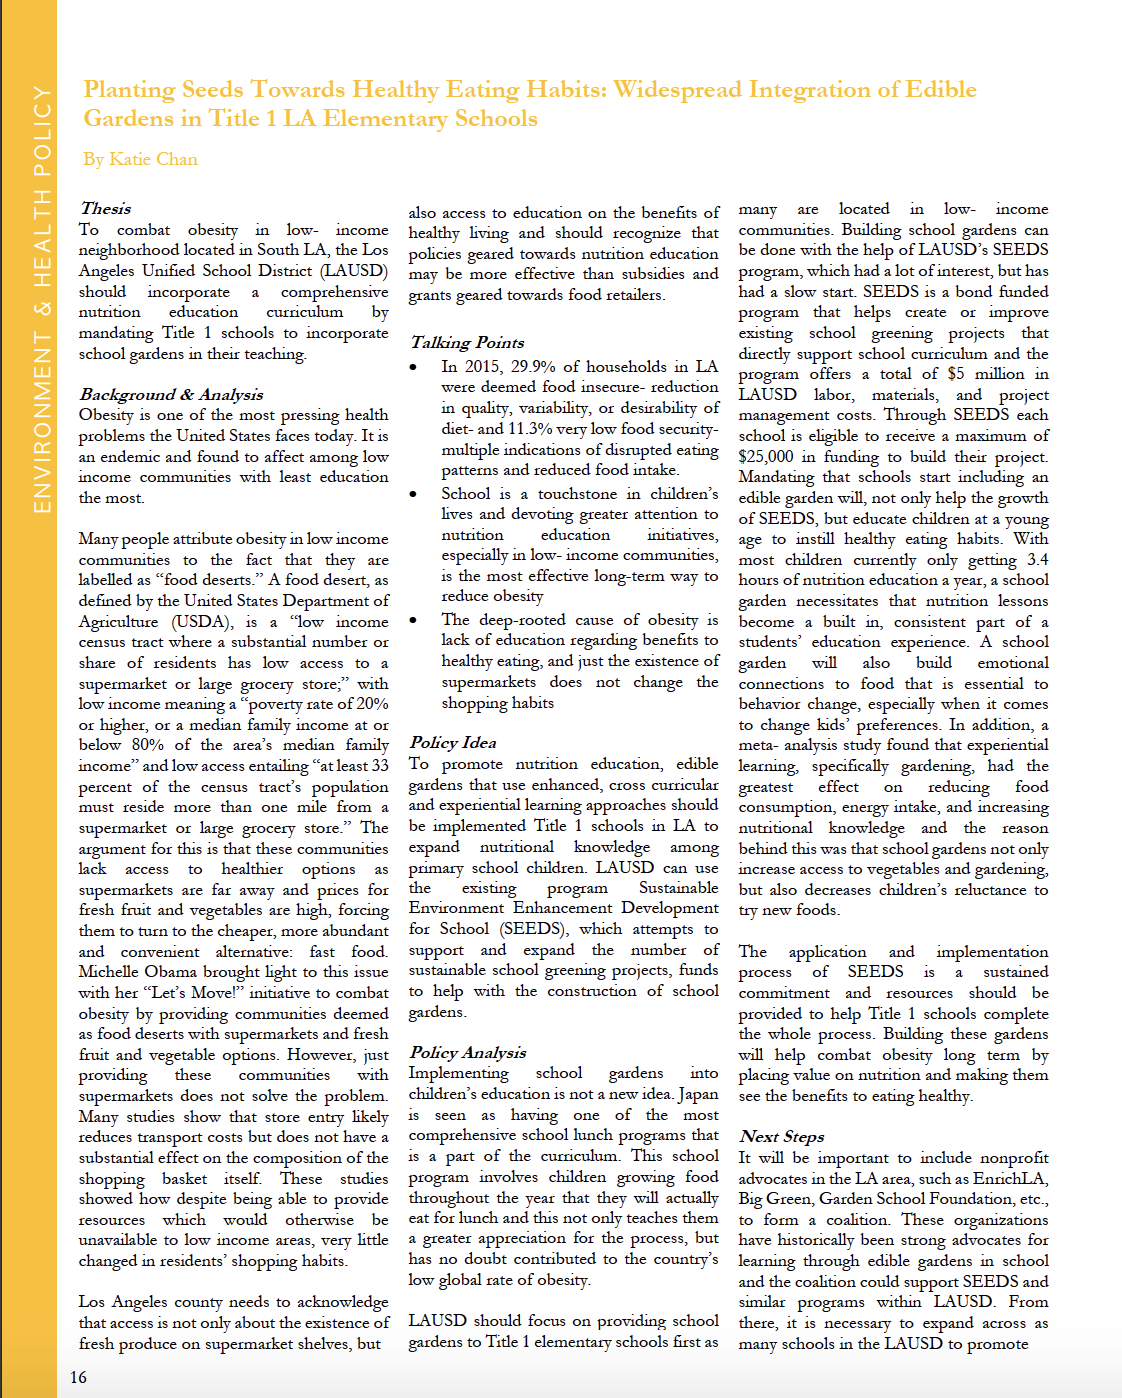 ENVIRONMENT & HEALTH POLICY
Planting Seeds Towards Healthy Eating Habits: Widespread Integration of Edible
Gardens in Title 1 LA Elementary Schools
By Katie Chan
Thesis
To combat obesity in low- income
neighborhood located in South LA, the Los
Angeles Unified School District (LAUSD)
should incorporate a comprehensive
nutrition education curriculum by
mandating Title 1 schools to incorporate
school gardens in their teaching.
Background & Analysis
Obesity is one of the most pressing health
problems the United States faces today. It is
an endemic and found to affect among low
income communities with least education
the most.
Many people attribute obesity in low income
communities to the fact that they are
labelled as “food deserts.” A food desert, as
defined by the United States Department of
Agriculture (USDA), is a “low income
census tract where a substantial number or
share of residents has low access to a
supermarket or large grocery store;” with
low income meaning a “poverty rate of 20%
or higher, or a median family income at or
below 80% of the area’s median family
income” and low access entailing “at least 33
percent of the census tract’s population
must reside more than one mile from a
supermarket or large grocery store.” The
argument for this is that these communities
lack access to healthier options as
supermarkets are far away and prices for
fresh fruit and vegetables are high, forcing
them to turn to the cheaper, more abundant
and convenient alternative: fast food.
Michelle Obama brought light to this issue
with her “Let’s Move!” initiative to combat
obesity by providing communities deemed
as food deserts with supermarkets and fresh
fruit and vegetable options. However, just
providing these communities with
supermarkets does not solve the problem.
Many studies show that store entry likely
reduces transport costs but does not have a
substantial effect on the composition of the
shopping basket itself. These studies
showed how despite being able to provide
resources which would otherwise be
unavailable to low income areas, very little
changed in residents’ shopping habits.
Los Angeles county needs to acknowledge
that access is not only about the existence of
fresh produce on supermarket shelves, but
also access to education on the benefits of
healthy living and should recognize that
policies geared towards nutrition education
may be more effective than subsidies and
grants geared towards food retailers.
Talking Points
• In 2015, 29.9% of households in LA
were deemed food insecure- reduction
in quality, variability, or desirability of
diet- and 11.3% very low food security-
multiple indications of disrupted eating
patterns and reduced food intake.
• School is a touchstone in children’s
lives and devoting greater attention to
nutrition education initiatives,
especially in low- income communities,
is the most effective long-term way to
reduce obesity
• The deep-rooted cause of obesity is
lack of education regarding benefits to
healthy eating, and just the existence of
supermarkets does not change the
shopping habits
Policy Idea
To promote nutrition education, edible
gardens that use enhanced, cross curricular
and experiential learning approaches should
be implemented Title 1 schools in LA to
expand nutritional knowledge among
primary school children. LAUSD can use
the existing program Sustainable
Environment Enhancement Development
for School (SEEDS), which attempts to
support and expand the number of
sustainable school greening projects, funds
to help with the construction of school
gardens.
Policy Analysis
Implementing school gardens into
children’s education is not a new idea. Japan
is seen as having one of the most
comprehensive school lunch programs that
is a part of the curriculum. This school
program involves children growing food
throughout the year that they will actually
eat for lunch and this not only teaches them
a greater appreciation for the process, but
has no doubt contributed to the country’s
low global rate of obesity.
LAUSD should focus on providing school
gardens to Title 1 elementary schools first as
many are located in low- income
communities. Building school gardens can
be done with the help of LAUSD’s SEEDS
program, which had a lot of interest, but has
had a slow start. SEEDS is a bond funded
program that helps create or improve
existing school greening projects that
directly support school curriculum and the
program offers a total of $5 million in
LAUSD labor, materials, and project
management costs. Through SEEDS each
school is eligible to receive a maximum of
$25,000 in funding to build their project.
Mandating that schools start including an
edible garden will, not only help the growth
of SEEDS, but educate children at a young
age to instill healthy eating habits. With
most children currently only getting 3.4
hours of nutrition education a year, a school
garden necessitates that nutrition lessons
become a built in, consistent part of a
students’ education experience. A school
garden will also build emotional
connections to food that is essential to
behavior change, especially when it comes
to change kids’ preferences. In addition, a
meta- analysis study found that experiential
learning, specifically gardening, had the
greatest effect on reducing food
consumption, energy intake, and increasing
nutritional knowledge and the reason
behind this was that school gardens not only
increase access to vegetables and gardening,
but also decreases children’s reluctance to
try new foods.
The application and implementation
process of SEEDS is a sustained
commitment and resources should be
provided to help Title 1 schools complete
the whole process. Building these gardens
will help combat obesity long term by
placing value on nutrition and making them
see the benefits to eating healthy.
Next Steps
It will be important to include nonprofit
advocates in the LA area, such as EnrichLA,
Big Green, Garden School Foundation, etc.,
to form a coalition. These organizations
have historically been strong advocates for
learning through edible gardens in school
and the coalition could support SEEDS and
similar programs within LAUSD. From
there, it is necessary to expand across as
many schools in the LAUSD to promote
16